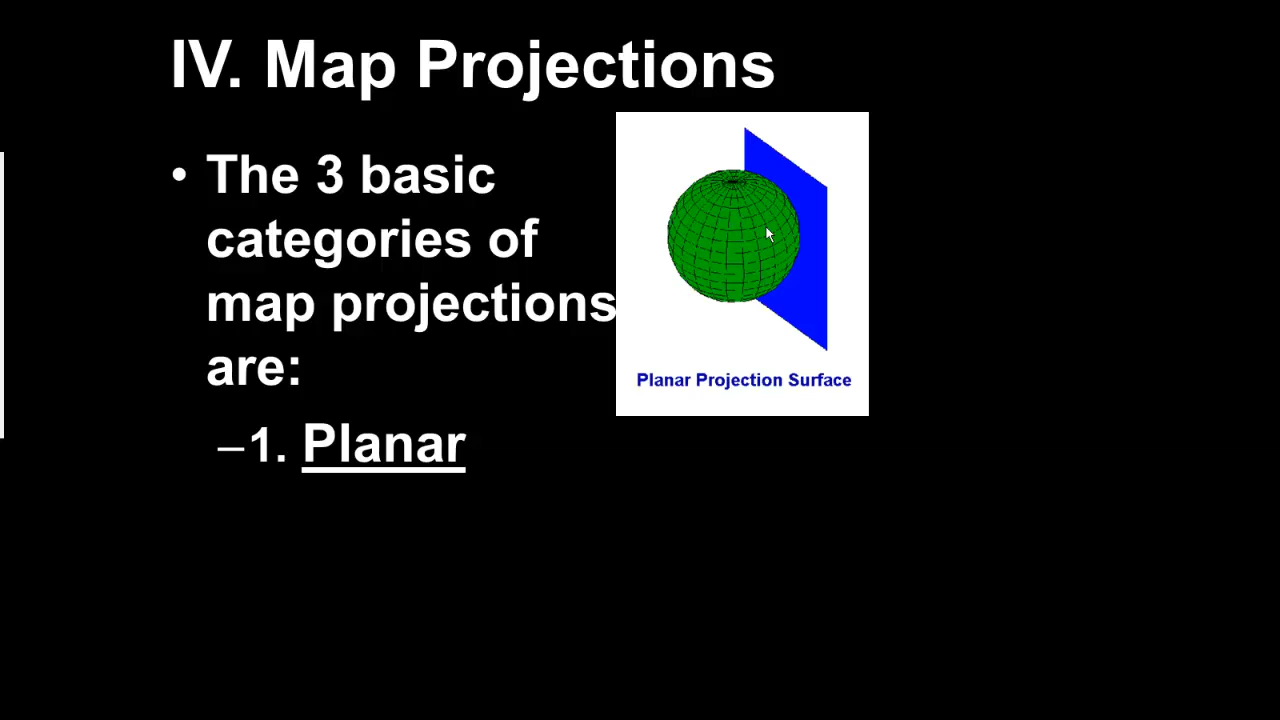 IV. Map Projections
• The 3 basic
categories of
map projections
are:
–1. Planar
Planar Projection Surface